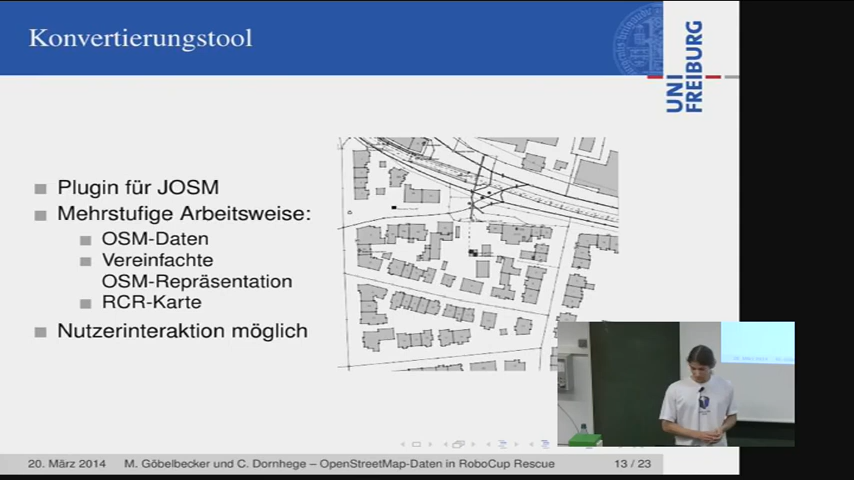 Konvertierungstool
UNI
FREIBURG
Plugin für JOSM
Mehrstufige Arbeitsweise:
OSM-Daten
Vereinfachte
OSM-Repräsentation
RCR-Karte
Nutzerinteraktion möglich
20. März 2014 M. Göbelbecker und C. Dornhege – OpenStreetMap-Daten in RoboCup Rescue 13 / 23